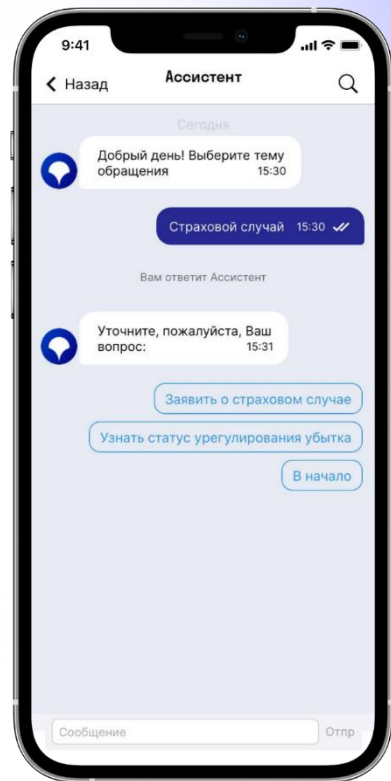 9:41
Назад
Ассистент
Сегодня
Добрый день! Выберите тему
обращения 15:30
Страховой случай 15:30
Вам ответит Ассистент
Уточните, пожалуйста, Ваш
вопрос: 15:31
Заявить о страховом случае
Узнать статус урегулирования убытка
В начало
Сообщение
Отпр